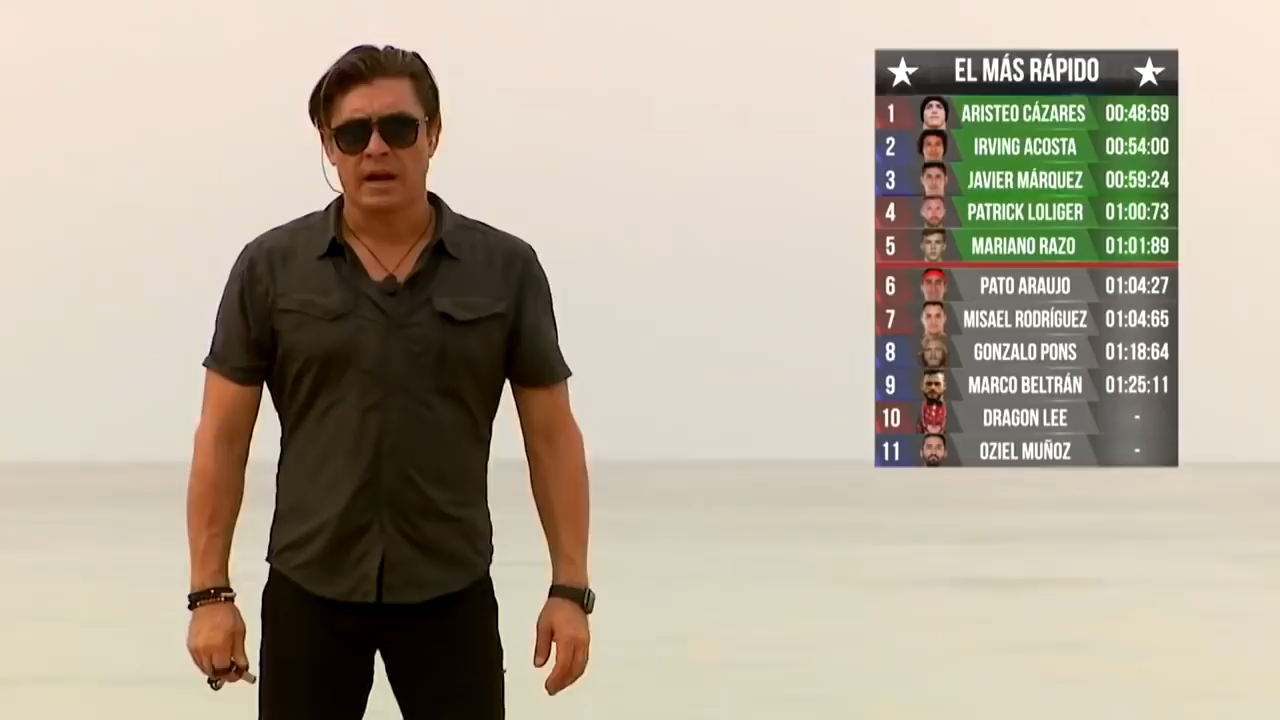 EL MÁS RÁPIDO
1 ARISTEO CÁZARES 00:48:69
2 IRVING ACOSTA 00:54:00
3 JAVIER MÁRQUEZ 00:59:24
4 PATRICK LOLIGER 01:00:73
5 MARIANO RAZO 01:01:89
6 PATO ARAUJO 01:04:27
7 MISAEL RODRÍGUEZ 01:04:65
8 GONZALO PONS 01:18:64
9 MARCO BELTRÁN 01:25:11
10 DRAGON LEE -
11 OZIEL MUÑOZ -